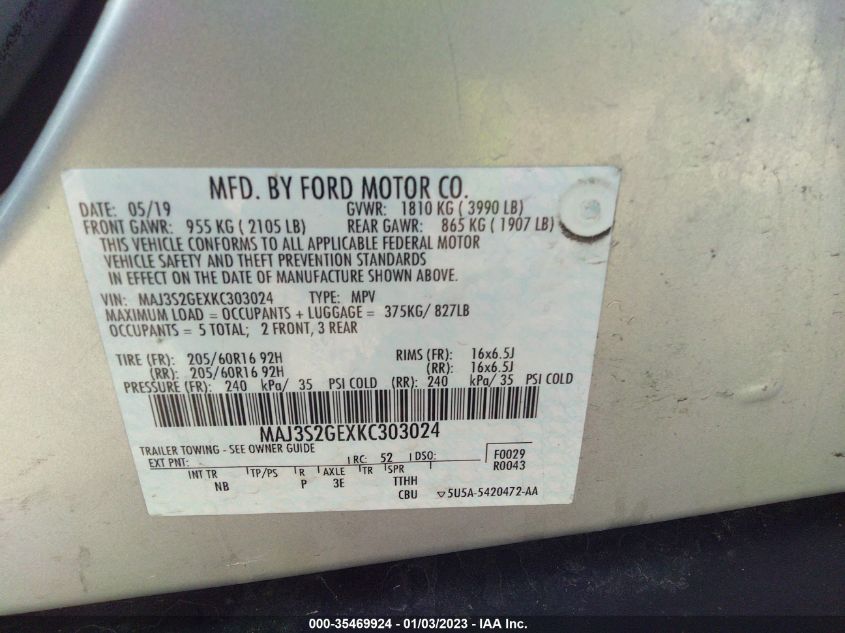 MFD. BY FORD MOTOR CO.
DATE: 05/19 GVWR: 1810 KG ( 3990 LB)
FRONT GAWR: 955 KG ( 2105 LB) REAR GAWR: 865 KG ( 1907 LB)
THIS VEHICLE CONFORMS TO ALL APPLICABLE FEDERAL MOTOR
VEHICLE SAFETY AND THEFT PREVENTION STANDARDS
IN EFFECT ON THE DATE OF MANUFACTURE SHOWN ABOVE.
VIN: MAJ3S2GEXKC303024 TYPE: MPV
MAXIMUM LOAD = OCCUPANTS + LUGGAGE = 375KG/ 827LB
OCCUPANTS = 5 TOTAL; 2 FRONT, 3 REAR
TIRE (FR): 205/60R16 92H RIMS (FR): 16x6.5J
(RR): 205/60R16 92H (RR): 16x6.5J
PRESSURE (FR): 240 kPa/ 35 PSI COLD (RR): 240 kPa/ 35 PSI COLD
MAJ3S2GEXKC303024
TRAILER TOWING - SEE OWNER GUIDE
EXT PNT: RC: 52 DSO: F0029
R0043
INT TR TP/PS R AXLE TR SPR
NB P 3E TTHH
CBU ▽5U5A-5420472-AA
000-35469924 - 01/03/2023 - IAA Inc.